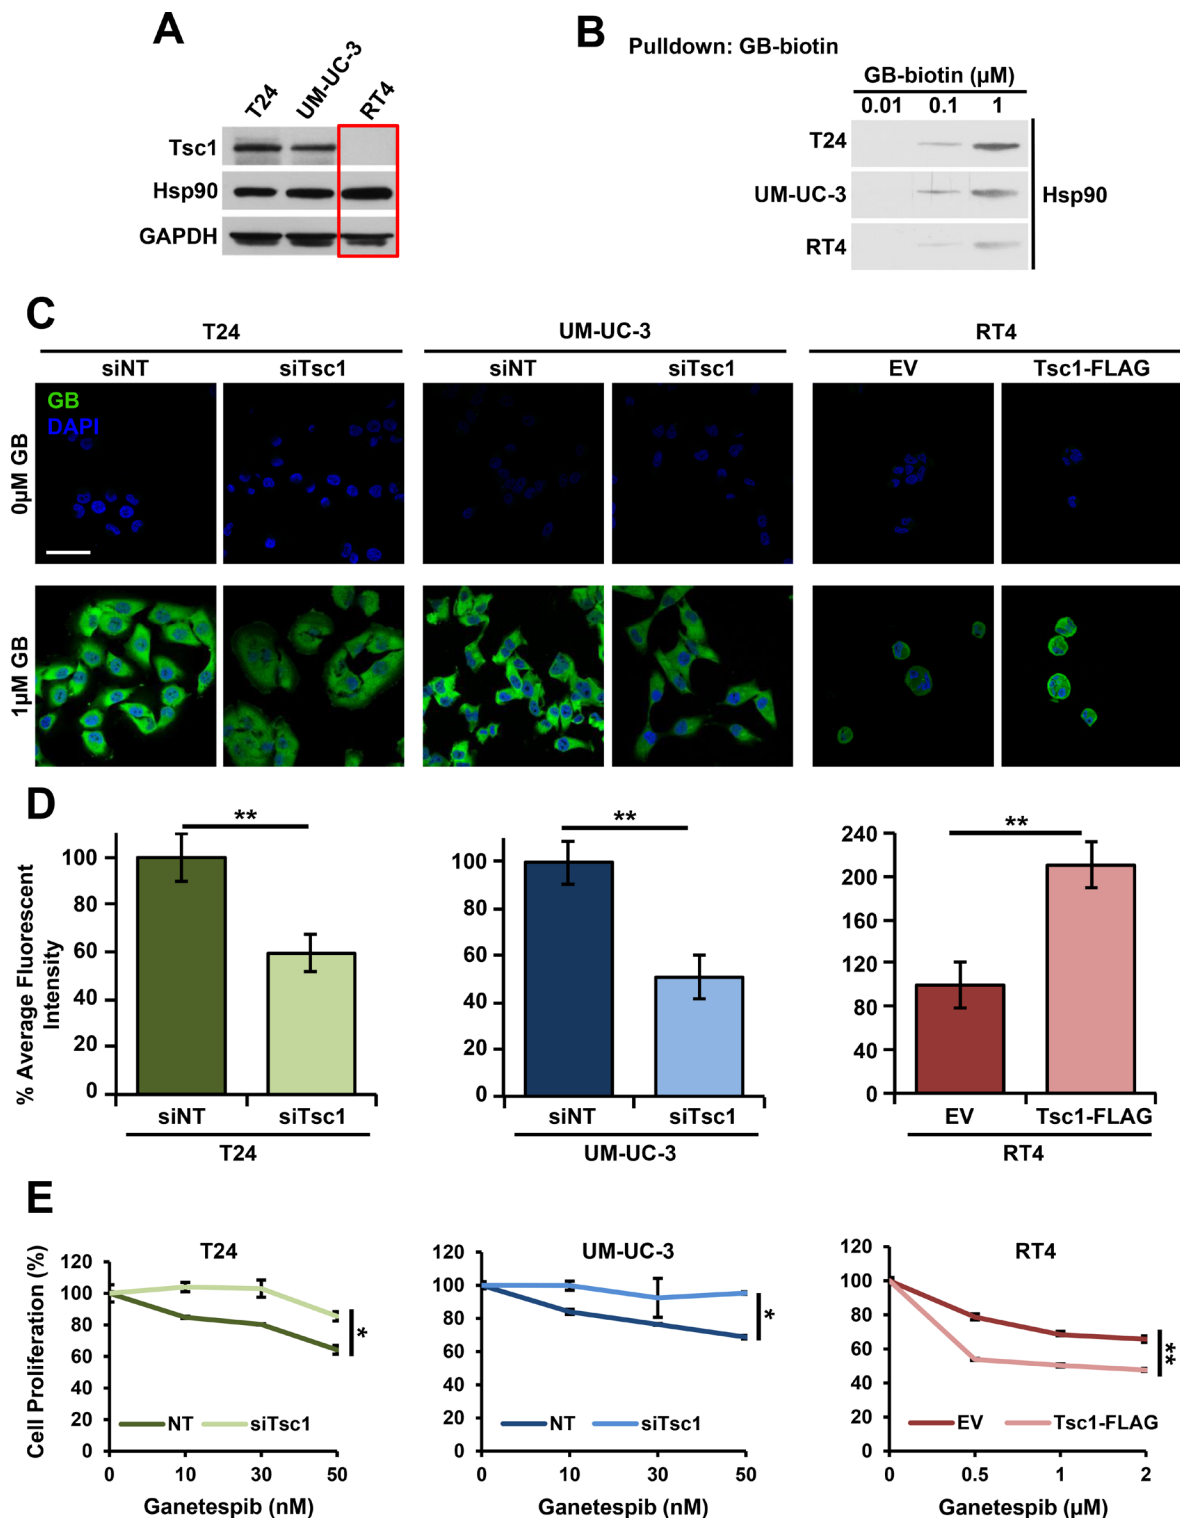 A
T24 UM-UC-3 RT4
Tsc1
Hsp90
GAPDH
B
Pulldown: GB-biotin
GB-biotin (µM)
0.01 0.1 1
T24
UM-UC-3
RT4
Hsp90
C
T24 UM-UC-3 RT4
siNT siTsc1 siNT siTsc1 EV Tsc1-FLAG
GB
DAPI
0µM GB
1µM GB
D
% Average Fluorescent
Intensity
100
80
60
40
20
0
siNT siTsc1
T24
**
100
80
60
40
20
0
siNT siTsc1
UM-UC-3
**
240
200
160
120
80
40
0
EV Tsc1-FLAG
RT4
**
E
Cell Proliferation (%)
T24
120
100
80
60
40
20
0
NT siTsc1
*
0 10 30 50
Ganetespib (nM)
UM-UC-3
120
100
80
60
40
20
0
NT siTsc1
*
0 10 30 50
Ganetespib (nM)
RT4
120
100
80
60
40
20
0
EV Tsc1-FLAG
**
0 0.5 1 2
Ganetespib (µM)